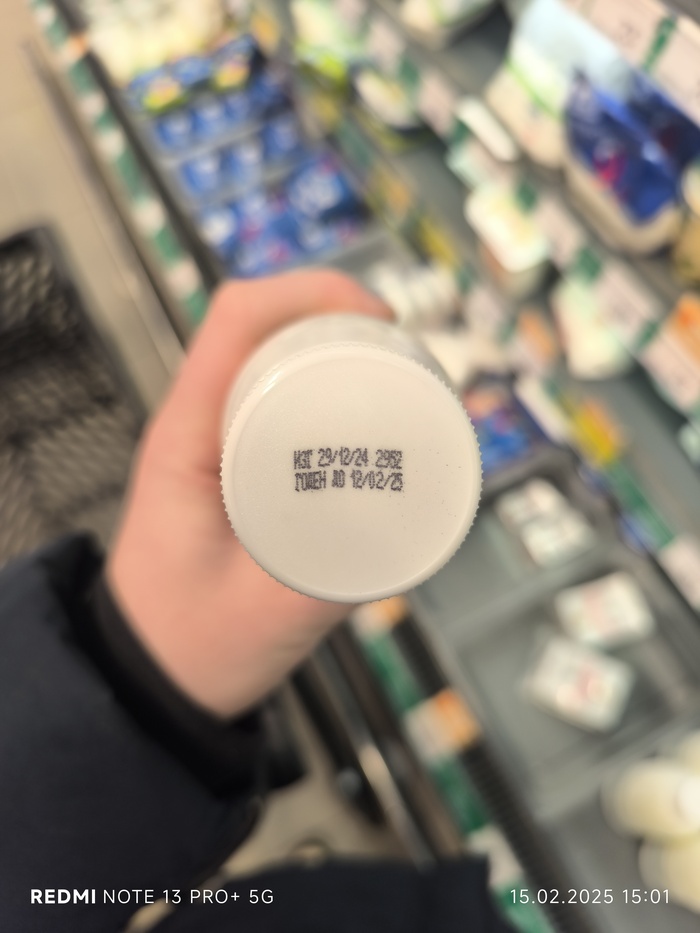 ИЗГ 29/12/24 2952
ГОДЕН ДО 12/02/25
REDMI NOTE 13 PRO+ 5G
15.02.2025 15:01